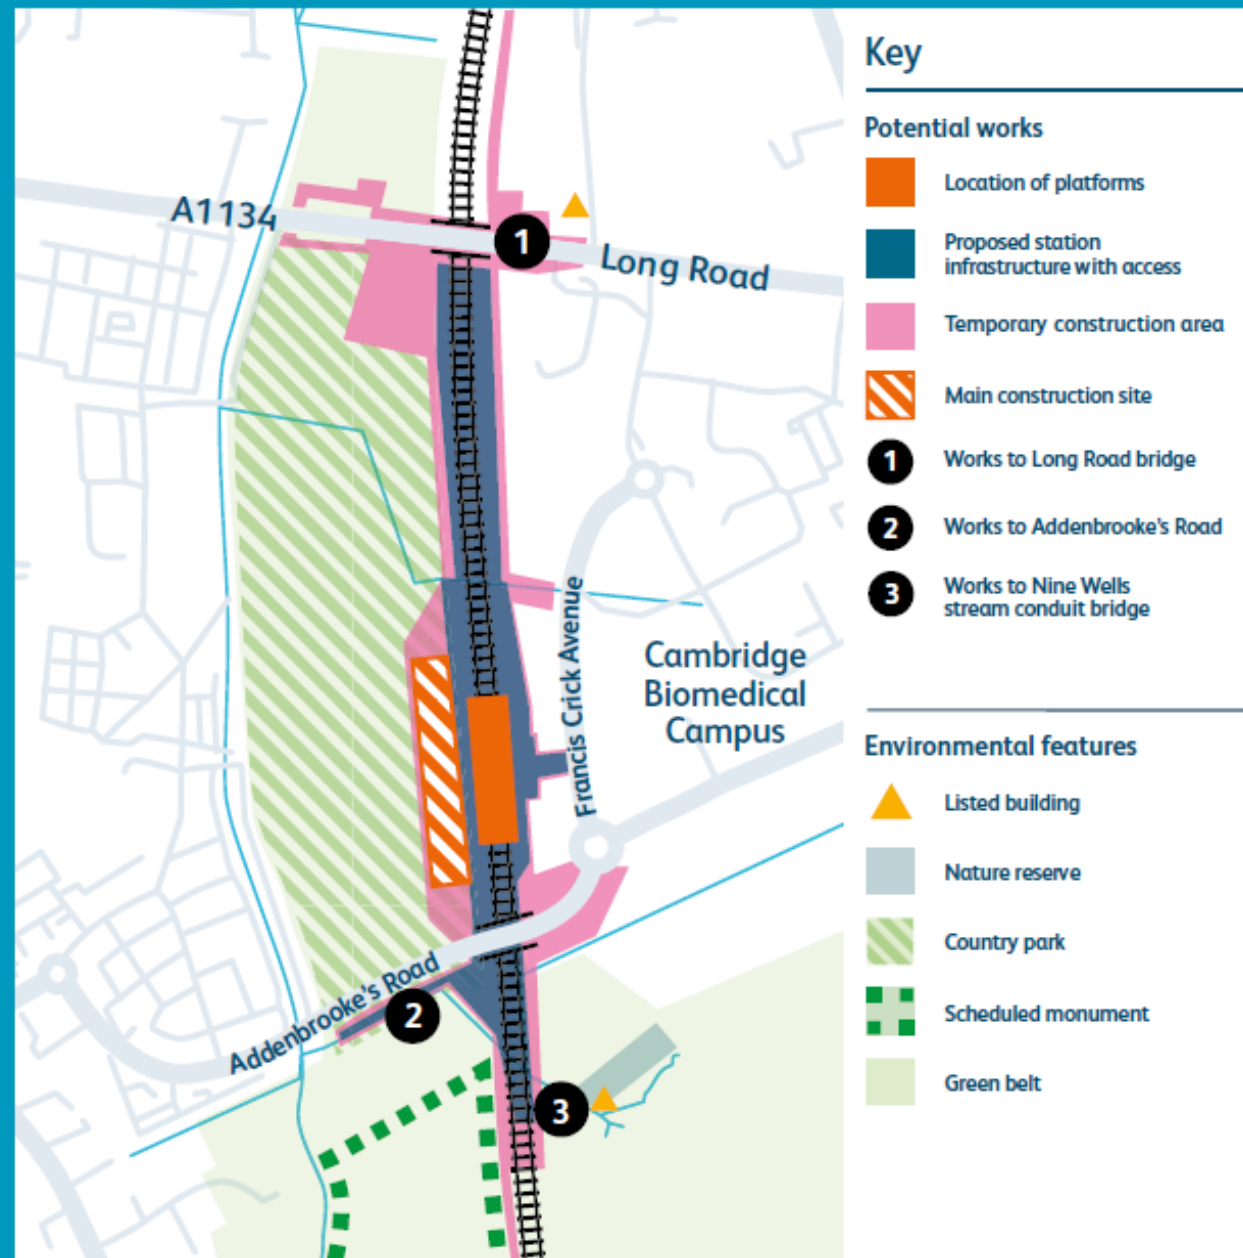 A1134
1
Long Road
Francis Crick Avenue
Cambridge
Biomedical
Campus
Addenbrooke's Road
2
3
Key
Potential works
Location of platforms
Proposed station
infrastructure with access
Temporary construction area
Main construction site
1 Works to Long Road bridge
2 Works to Addenbrooke's Road
3 Works to Nine Wells
stream conduit bridge
Environmental features
Listed building
Nature reserve
Country park
Scheduled monument
Green belt